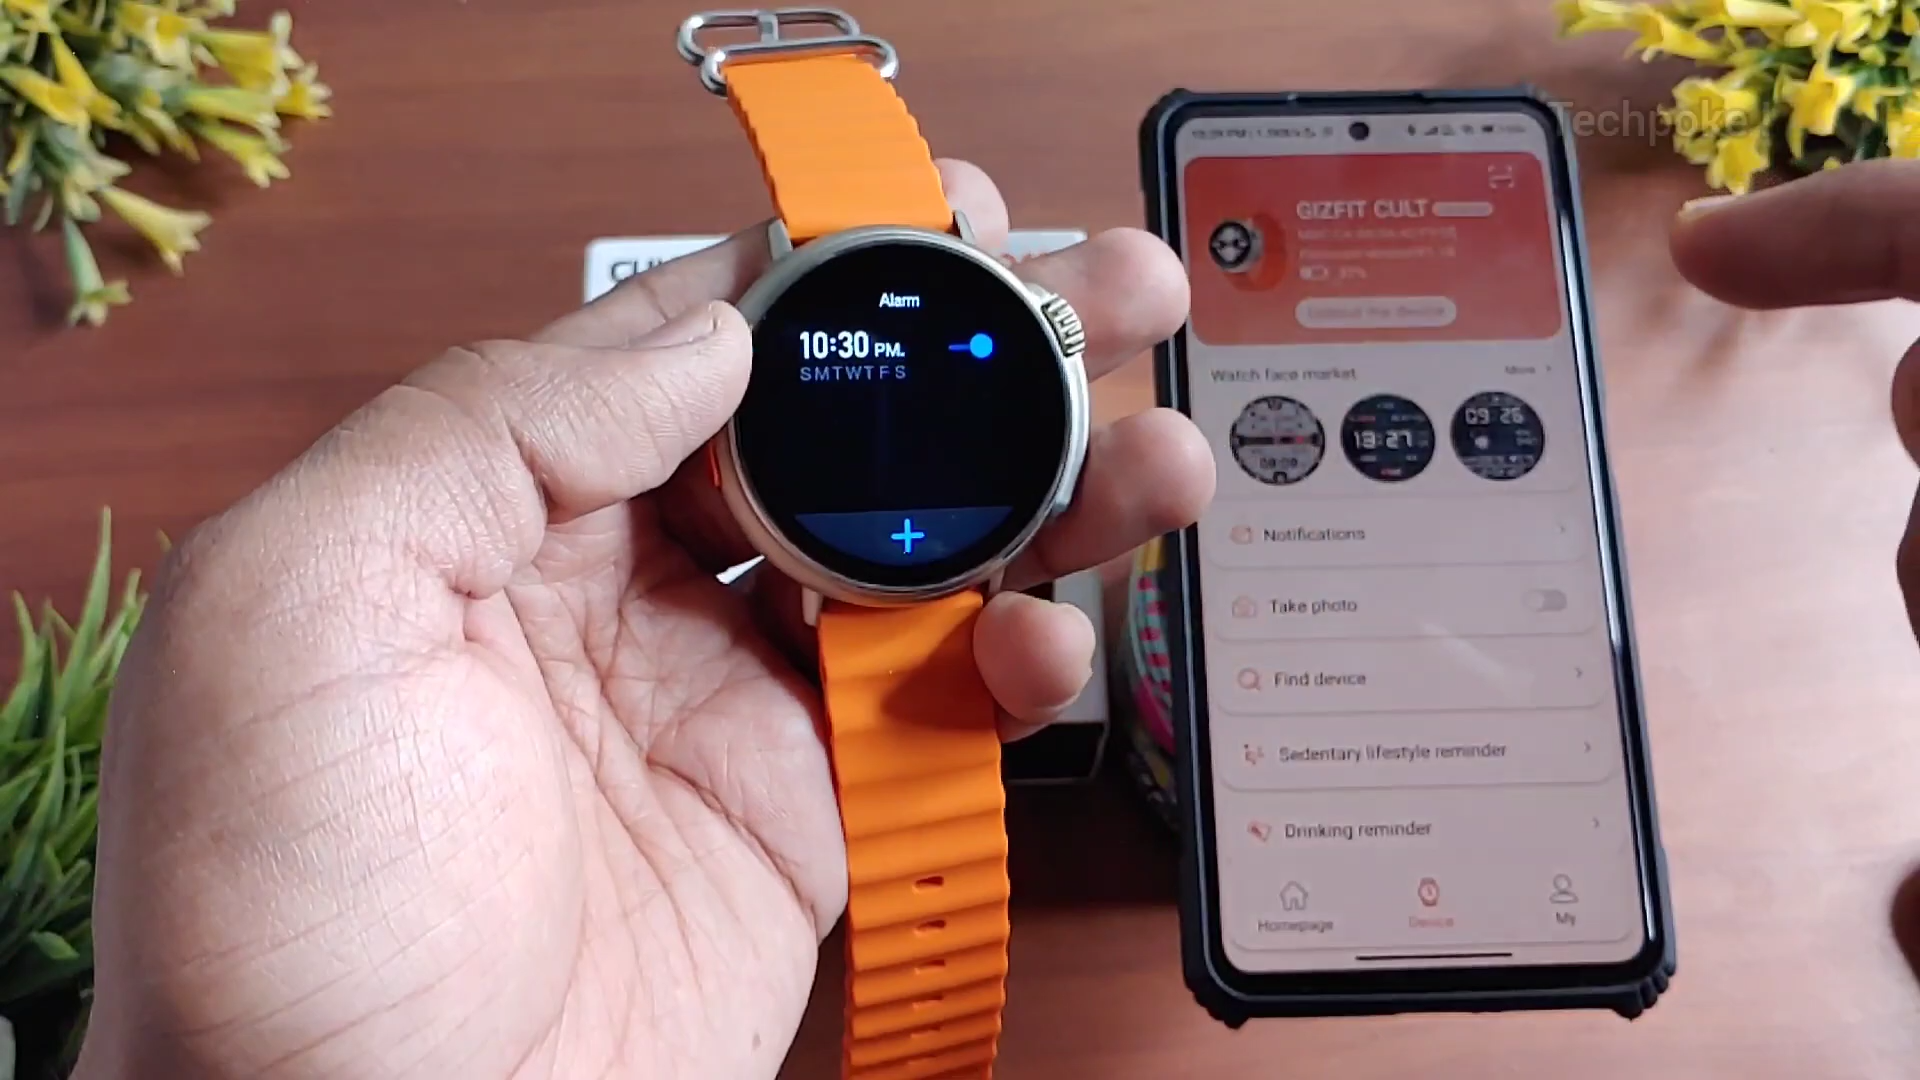 Techpoke !
Alarm
10:30 PM.
S M T W T F S
GIZFIT CULT
Watch face market
More
13:27
09:26
Notifications
Take photo
Find device
Sedentary lifestyle reminder
Drinking reminder
Homepage
Device
My